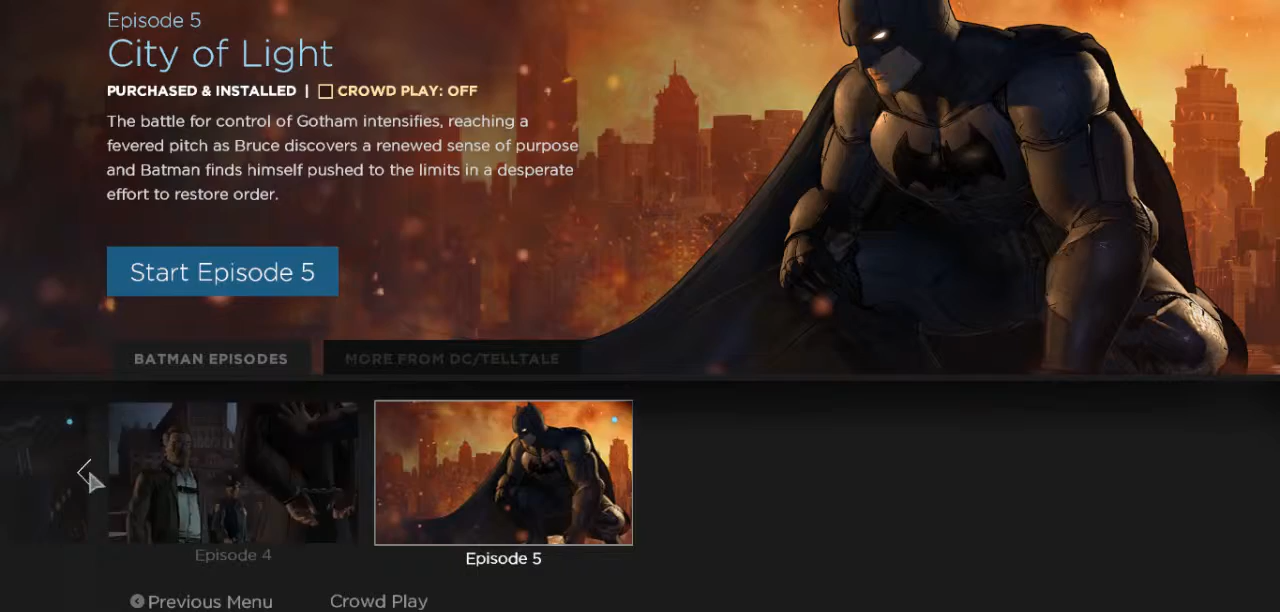 Episode 5
City of Light
PURCHASED & INSTALLED | CROWD PLAY: OFF
The battle for control of Gotham intensifies, reaching a
fevered pitch as Bruce discovers a renewed sense of purpose
and Batman finds himself pushed to the limits in a desperate
effort to restore order.
Start Episode 5
BATMAN EPISODES
MORE FROM DC/TELLTALE
Episode 4
Episode 5
Previous Menu
Crowd Play